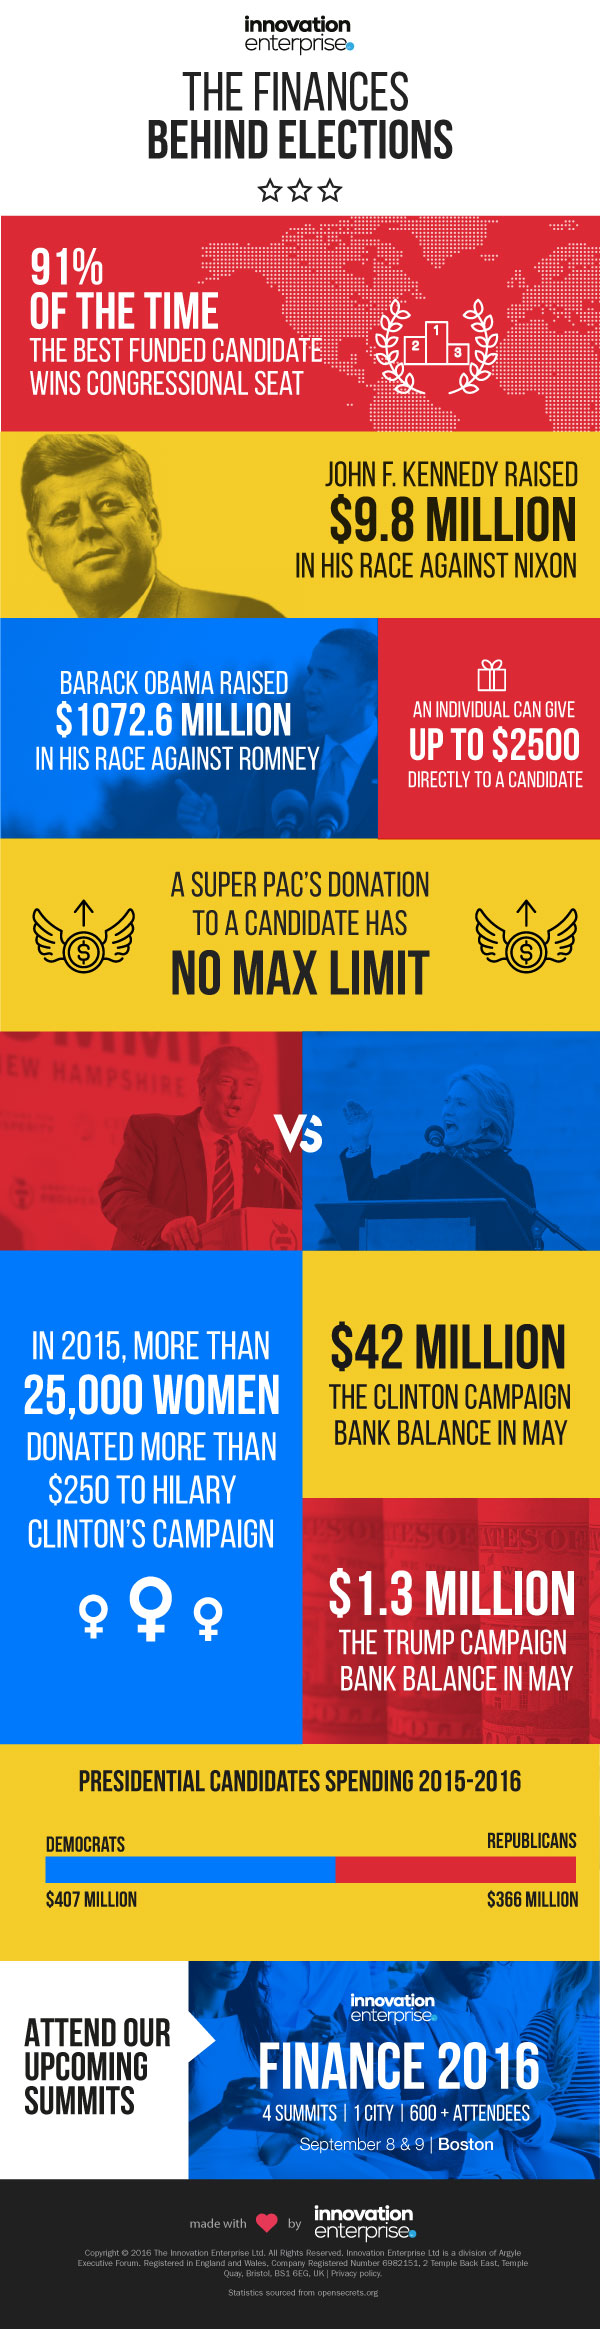 innovation
enterprise.
THE FINANCES
BEHIND ELECTIONS
91%
OF THE TIME
THE BEST FUNDED CANDIDATE
WINS CONGRESSIONAL SEAT
1
2
3
JOHN F. KENNEDY RAISED
$9.8 MILLION
IN HIS RACE AGAINST NIXON
BARACK OBAMA RAISED
$1072.6 MILLION
IN HIS RACE AGAINST ROMNEY
AN INDIVIDUAL CAN GIVE
UP TO $2500
DIRECTLY TO A CANDIDATE
A SUPER PAC'S DONATION
TO A CANDIDATE HAS
NO MAX LIMIT
$
$
EW HAMPSHIRE
VS
IN 2015, MORE THAN
25,000 WOMEN
DONATED MORE THAN
$250 TO HILARY
CLINTON'S CAMPAIGN
$42 MILLION
THE CLINTON CAMPAIGN
BANK BALANCE IN MAY
$1.3 MILLION
THE TRUMP CAMPAIGN
BANK BALANCE IN MAY
PRESIDENTIAL CANDIDATES SPENDING 2015-2016
DEMOCRATS
REPUBLICANS
$407 MILLION
$366 MILLION
ATTEND OUR
UPCOMING
SUMMITS
innovation
enterprise.
FINANCE 2016
4 SUMMITS | 1 CITY | 600 + ATTENDEES
September 8 & 9 | Boston
made with by
innovation
enterprise.
Copyright © 2016 The Innovation Enterprise Ltd. All Rights Reserved. Innovation Enterprise Ltd is a division of Argyle
Executive Forum. Registered in England and Wales, Company Registered Number 6982151, 2 Temple Back East, Temple
Quay, Bristol, BS1 6EG, UK | Privacy policy.
Statistics sourced from opensecrets.org